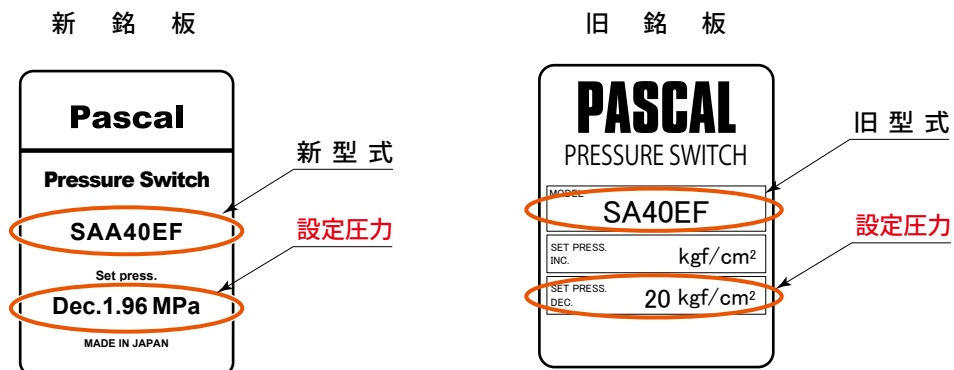 新 銘 板
Pascal
Pressure Switch
SAA40EF
Set press.
Dec.1.96 MPa
MADE IN JAPAN
新 型 式
設定圧力
旧 銘 板
PASCAL
PRESSURE SWITCH
MODEL
SA40EF
SET PRESS.
INC.
kgf/cm²
SET PRESS.
DEC.
20 kgf/cm²
旧 型 式
設定圧力